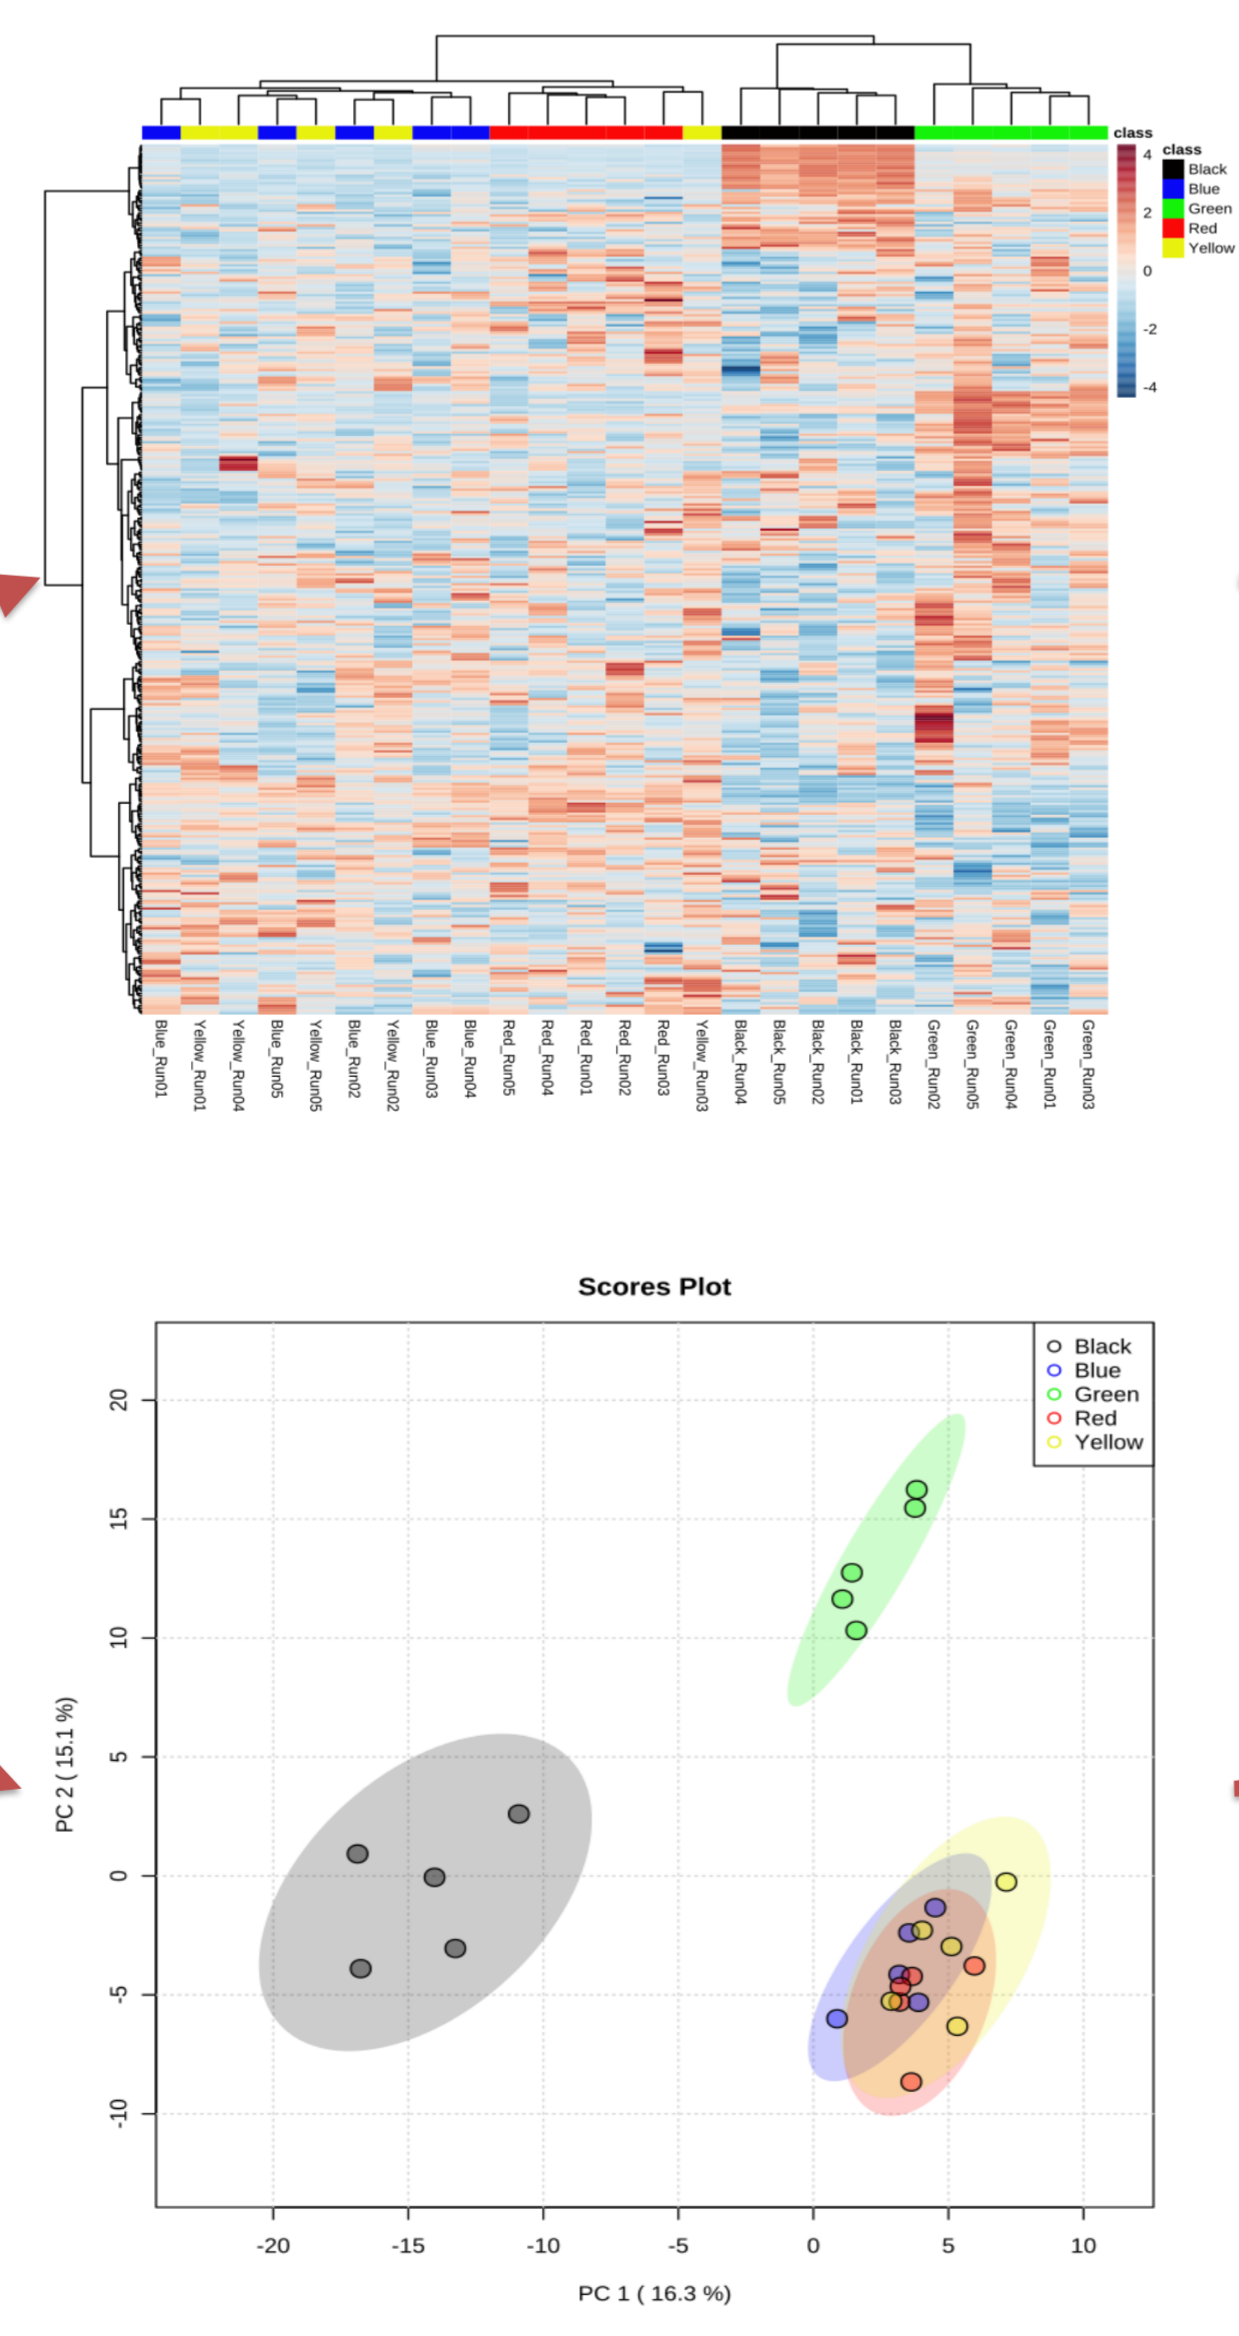 class
4
2
0
-2
-4
class
Black
Blue
Green
Red
Yellow
Blue_Run01
Yellow_Run01
Yellow_Run04
Blue_Run05
Yellow_Run05
Blue_Run02
Yellow_Run02
Blue_Run03
Blue_Run04
Red_Run05
Red_Run04
Red_Run01
Red_Run02
Red_Run03
Yellow_Run03
Black_Run04
Black_Run05
Black_Run02
Black_Run01
Black_Run03
Green_Run02
Green_Run05
Green_Run04
Green_Run01
Green_Run03
Scores Plot
Black
Blue
Green
Red
Yellow
20
15
10
5
0
-5
-10
PC 2 ( 15.1 %)
-20
-15
-10
-5
0
5
10
PC 1 ( 16.3 %)